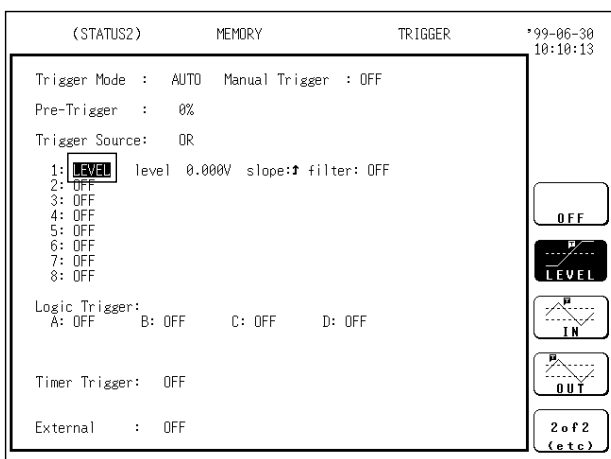 (STATUS2) MEMORY TRIGGER '99-06-30
10:10:13
Trigger Mode : AUTO Manual Trigger : OFF
Pre-Trigger : 0%
Trigger Source: OR
1: LEVEL level 0.000V slope:↑ filter: OFF
2: OFF
3: OFF
4: OFF
5: OFF
6: OFF
7: OFF
8: OFF
Logic Trigger:
A: OFF B: OFF C: OFF D: OFF
Timer Trigger: OFF
External : OFF
OFF
T
LEVEL
T
IN
T
OUT
2of2
(etc)